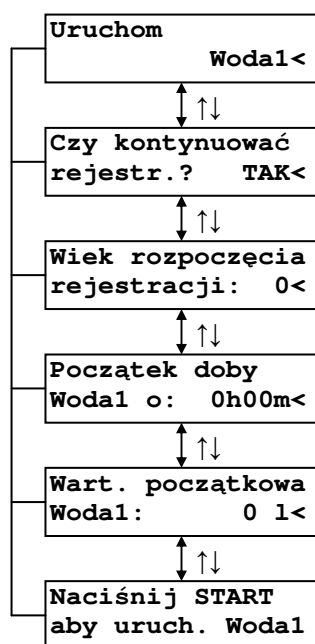 Uruchom
Woda1<
↑↓
Czy kontynuować
rejestr.? TAK<
↑↓
Wiek rozpoczęcia
rejestracji: 0<
↑↓
Początek doby
Woda1 o: 0h00m<
↑↓
Wart. początkowa
Woda1: 0 l<
↑↓
Naciśnij START
aby uruch. Woda1